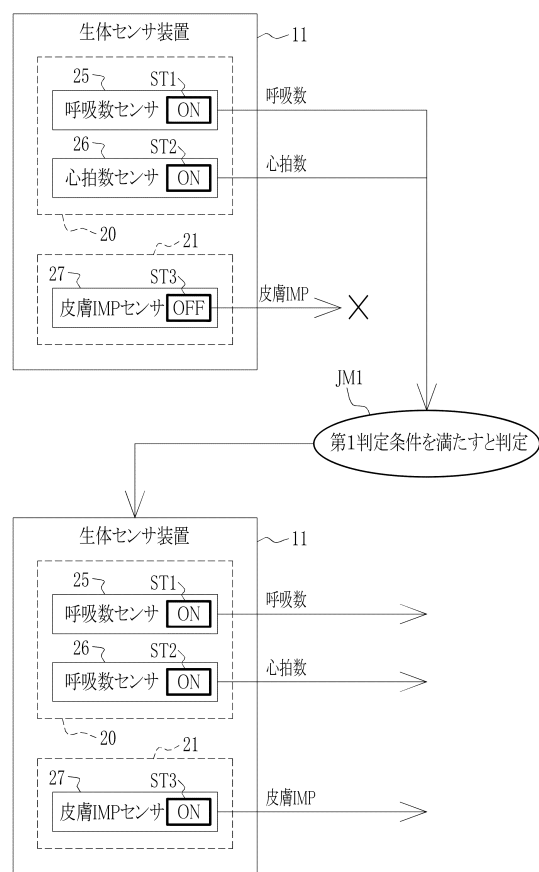 生体センサ装置
11
25
ST1
呼吸数センサ
ON
呼吸数
26
ST2
心拍数センサ
ON
心拍数
20
21
27
ST3
皮膚IMPセンサ
OFF
皮膚IMP
JM1
第1判定条件を満たすと判定
生体センサ装置
11
25
ST1
呼吸数センサ
ON
呼吸数
26
ST2
呼吸数センサ
ON
心拍数
20
21
27
ST3
皮膚IMPセンサ
ON
皮膚IMP